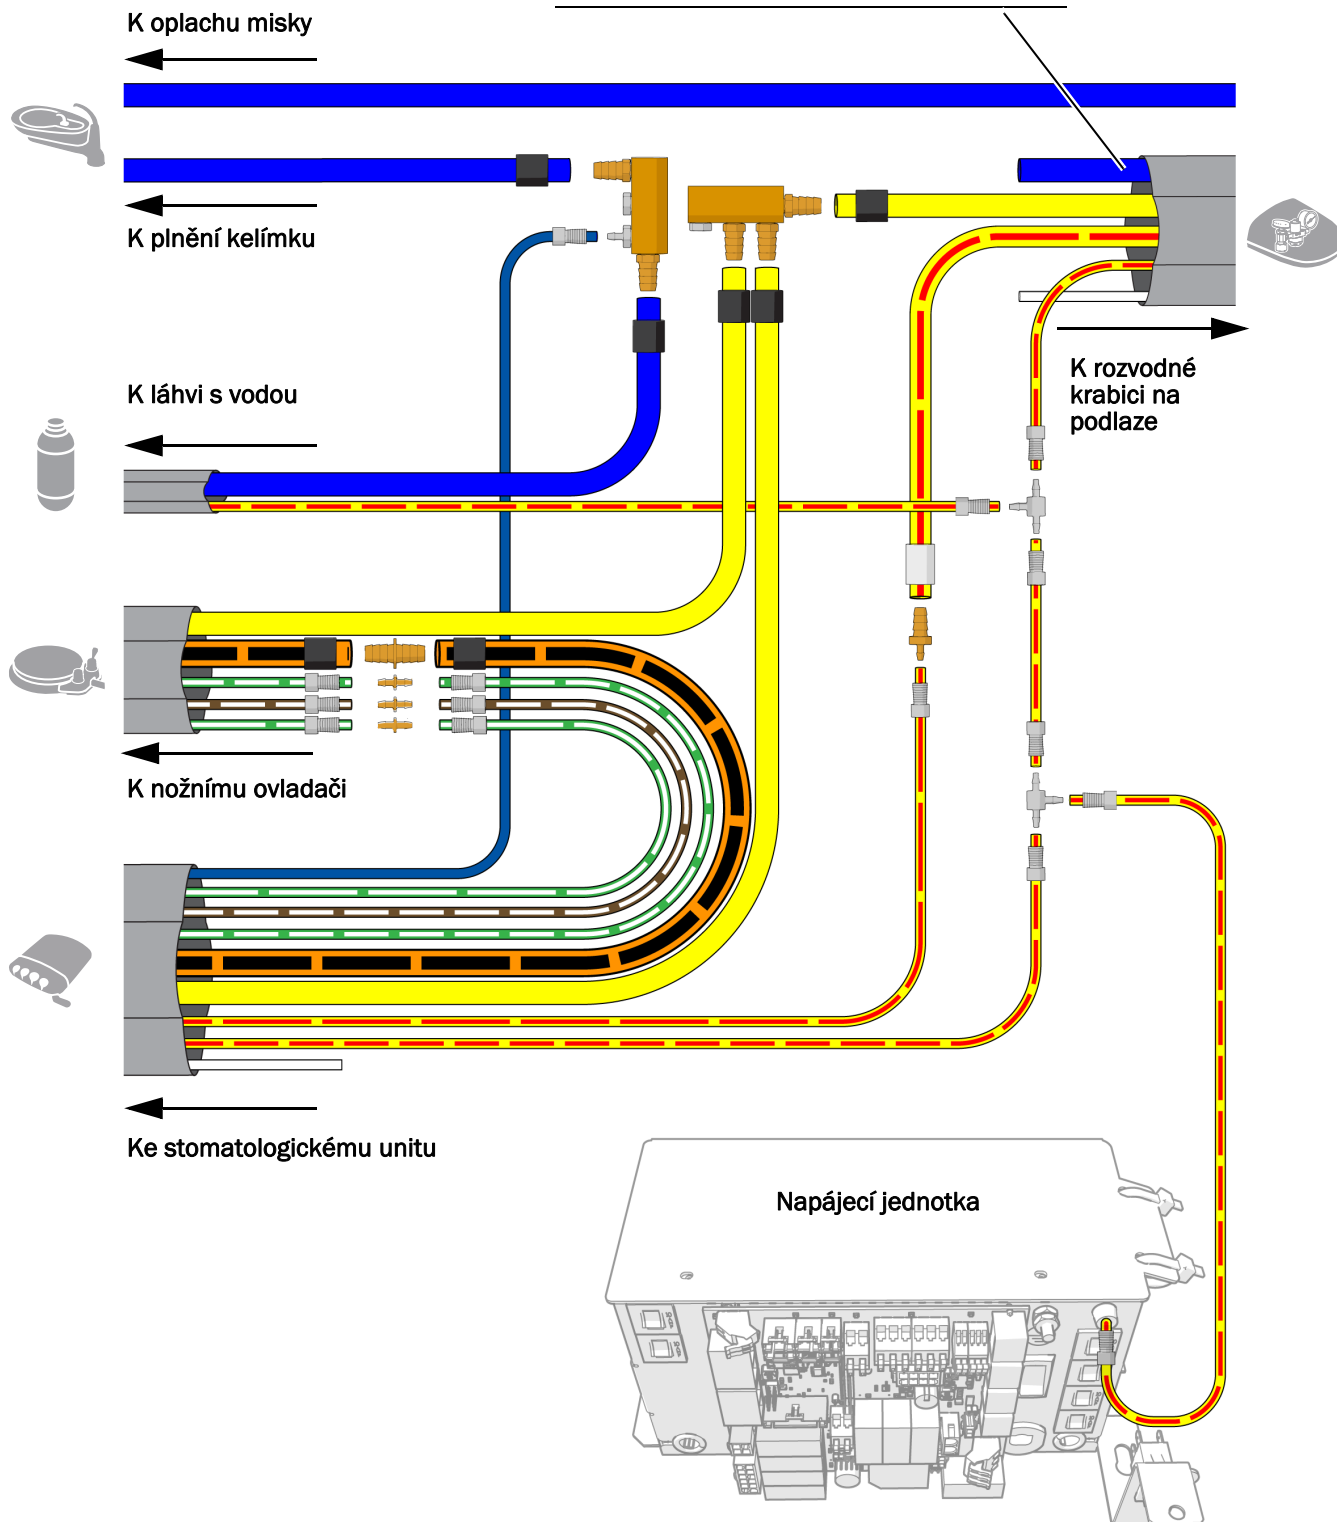 K oplachu misky
K plnění kelímku
K láhvi s vodou
K rozvodné
krabici na
podlaze
K nožnímu ovladači
Ke stomatologickému unitu
Napájecí jednotka